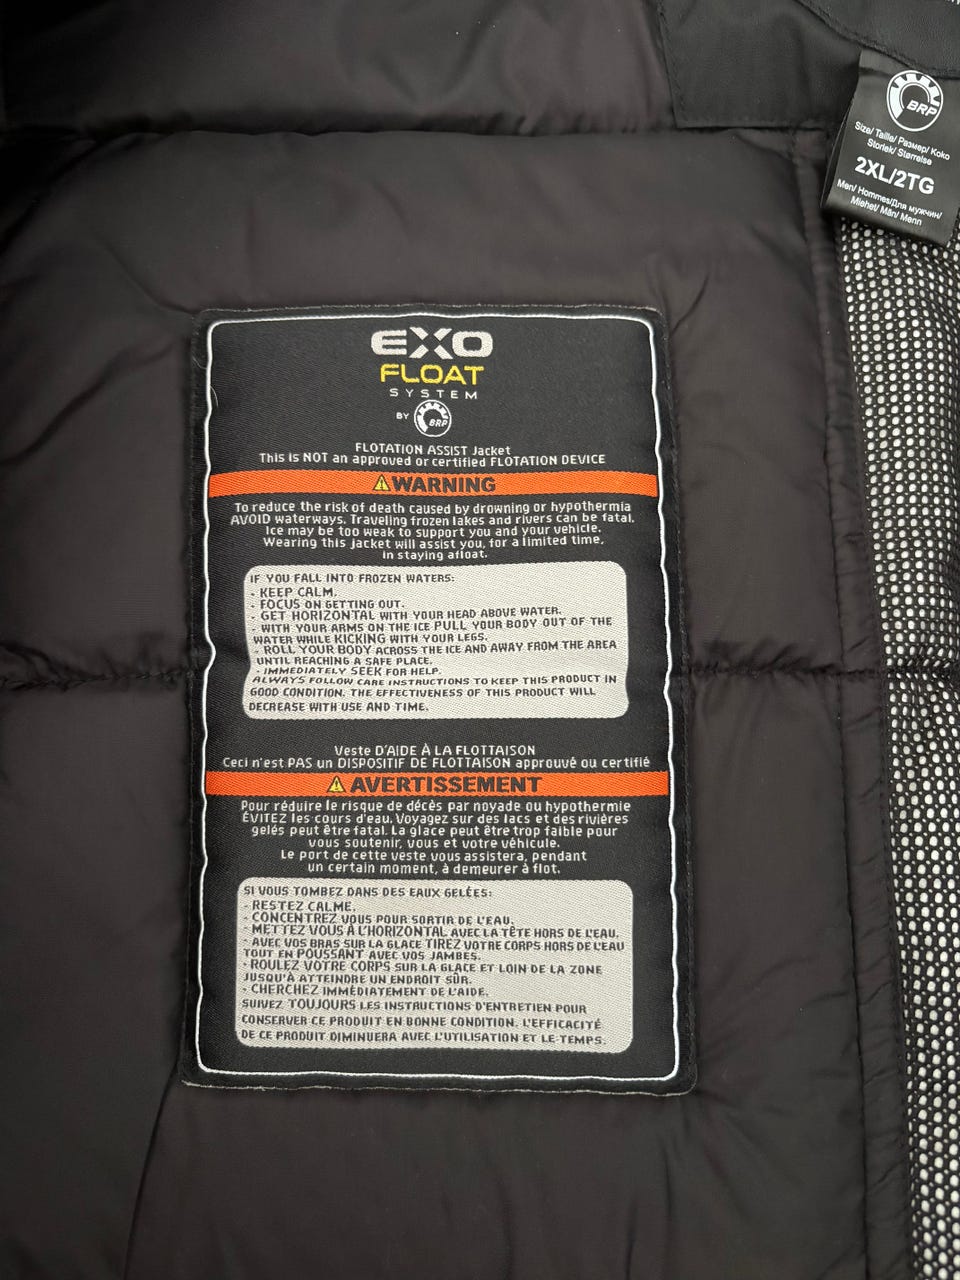 BRP
Size/ Taille/ Размер/ Koko
Storlek/ Størrelse
2XL/2TG
Men/ Hommes/Для мужчин/
Miehet/ Män/ Menn
EXO
FLOAT
SYSTEM
BY BRP
FLOTATION ASSIST Jacket
This is NOT an approved or certified FLOTATION DEVICE
WARNING
To reduce the risk of death caused by drowning or hypothermia
AVOID waterways. Traveling frozen lakes and rivers can be fatal.
Ice may be too weak to support you and your vehicle.
Wearing this jacket will assist you, for a limited time,
in staying afloat.
IF YOU FALL INTO FROZEN WATERS:
- KEEP CALM.
- FOCUS ON GETTING OUT.
- GET HORIZONTAL WITH YOUR HEAD ABOVE WATER.
- WITH YOUR ARMS ON THE ICE PULL YOUR BODY OUT OF THE
WATER WHILE KICKING WITH YOUR LEGS.
- ROLL YOUR BODY ACROSS THE ICE AND AWAY FROM THE AREA
UNTIL REACHING A SAFE PLACE.
- IMMEDIATELY SEEK FOR HELP.
ALWAYS FOLLOW CARE INSTRUCTIONS TO KEEP THIS PRODUCT IN
GOOD CONDITION. THE EFFECTIVENESS OF THIS PRODUCT WILL
DECREASE WITH USE AND TIME.
Veste D'AIDE À LA FLOTTAISON
Ceci n'est PAS un DISPOSITIF DE FLOTTAISON approuvé ou certifié
AVERTISSEMENT
Pour réduire le risque de décès par noyade ou hypothermie
ÉVITEZ les cours d'eau. Voyagez sur des lacs et des rivières
gelés peut être fatal. La glace peut être trop faible pour
vous soutenir, vous et votre véhicule.
Le port de cette veste vous assistera, pendant
un certain moment, à demeurer à flot.
SI VOUS TOMBEZ DANS DES EAUX GELÉES:
- RESTEZ CALME.
- CONCENTREZ VOUS POUR SORTIR DE L'EAU.
- METTEZ VOUS À L'HORIZONTAL AVEC LA TÊTE HORS DE L'EAU.
- AVEC VOS BRAS SUR LA GLACE TIREZ VOTRE CORPS HORS DE L'EAU
TOUT EN POUSSANT AVEC VOS JAMBES.
- ROULEZ VOTRE CORPS SUR LA GLACE ET LOIN DE LA ZONE
JUSQU'À ATTEINDRE UN ENDROIT SÛR.
- CHERCHEZ IMMÉDIATEMENT DE L'AIDE.
SUIVEZ TOUJOURS LES INSTRUCTIONS D'ENTRETIEN POUR
CONSERVER CE PRODUIT EN BONNE CONDITION. L'EFFICACITÉ
DE CE PRODUIT DIMINUERA AVEC L'UTILISATION ET LE TEMPS.